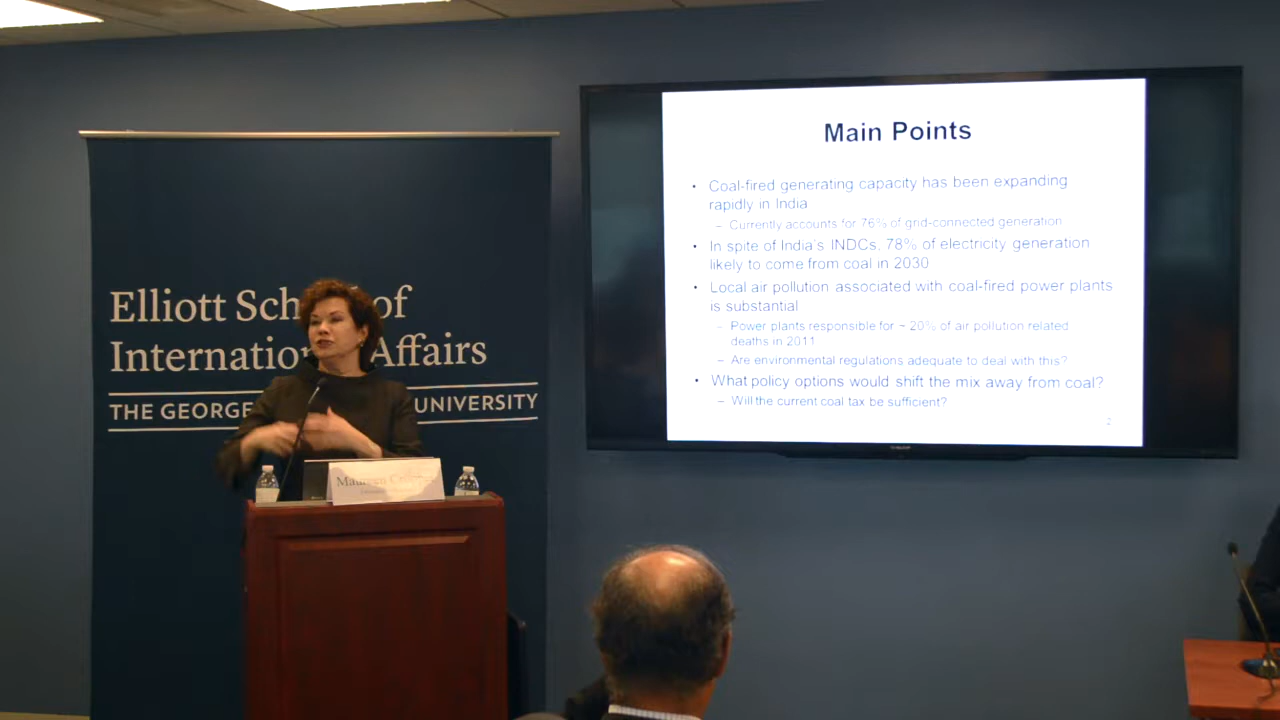 Elliott Sch of
Internatio Affairs
THE GEORGE UNIVERSITY
Maureen
Main Points
• Coal-fired generating capacity has been expanding
rapidly in India
– Currently accounts for 76% of grid-connected generation
• In spite of India's INDCs, 78% of electricity generation
likely to come from coal in 2030
• Local air pollution associated with coal-fired power plants
is substantial
– Power plants responsible for ~ 20% of air pollution related
deaths in 2011
– Are environmental regulations adequate to deal with this?
• What policy options would shift the mix away from coal?
– Will the current coal tax be sufficient?
2